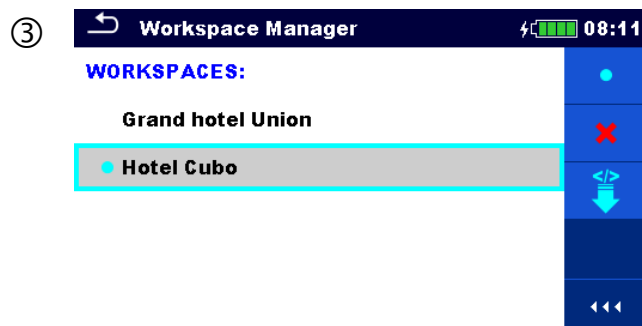 ③
Workspace Manager 08:11
WORKSPACES:
Grand hotel Union
Hotel Cubo
</>